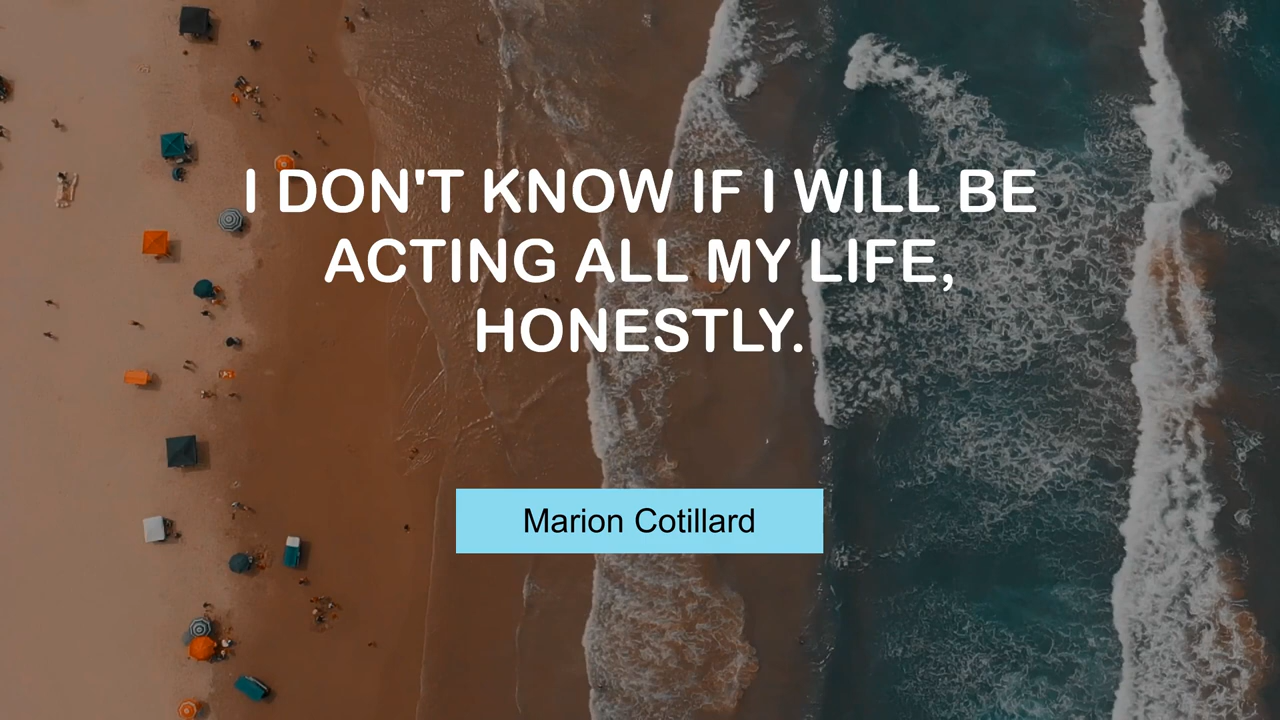 I DON'T KNOW IF I WILL BE
ACTING ALL MY LIFE,
HONESTLY.
Marion Cotillard